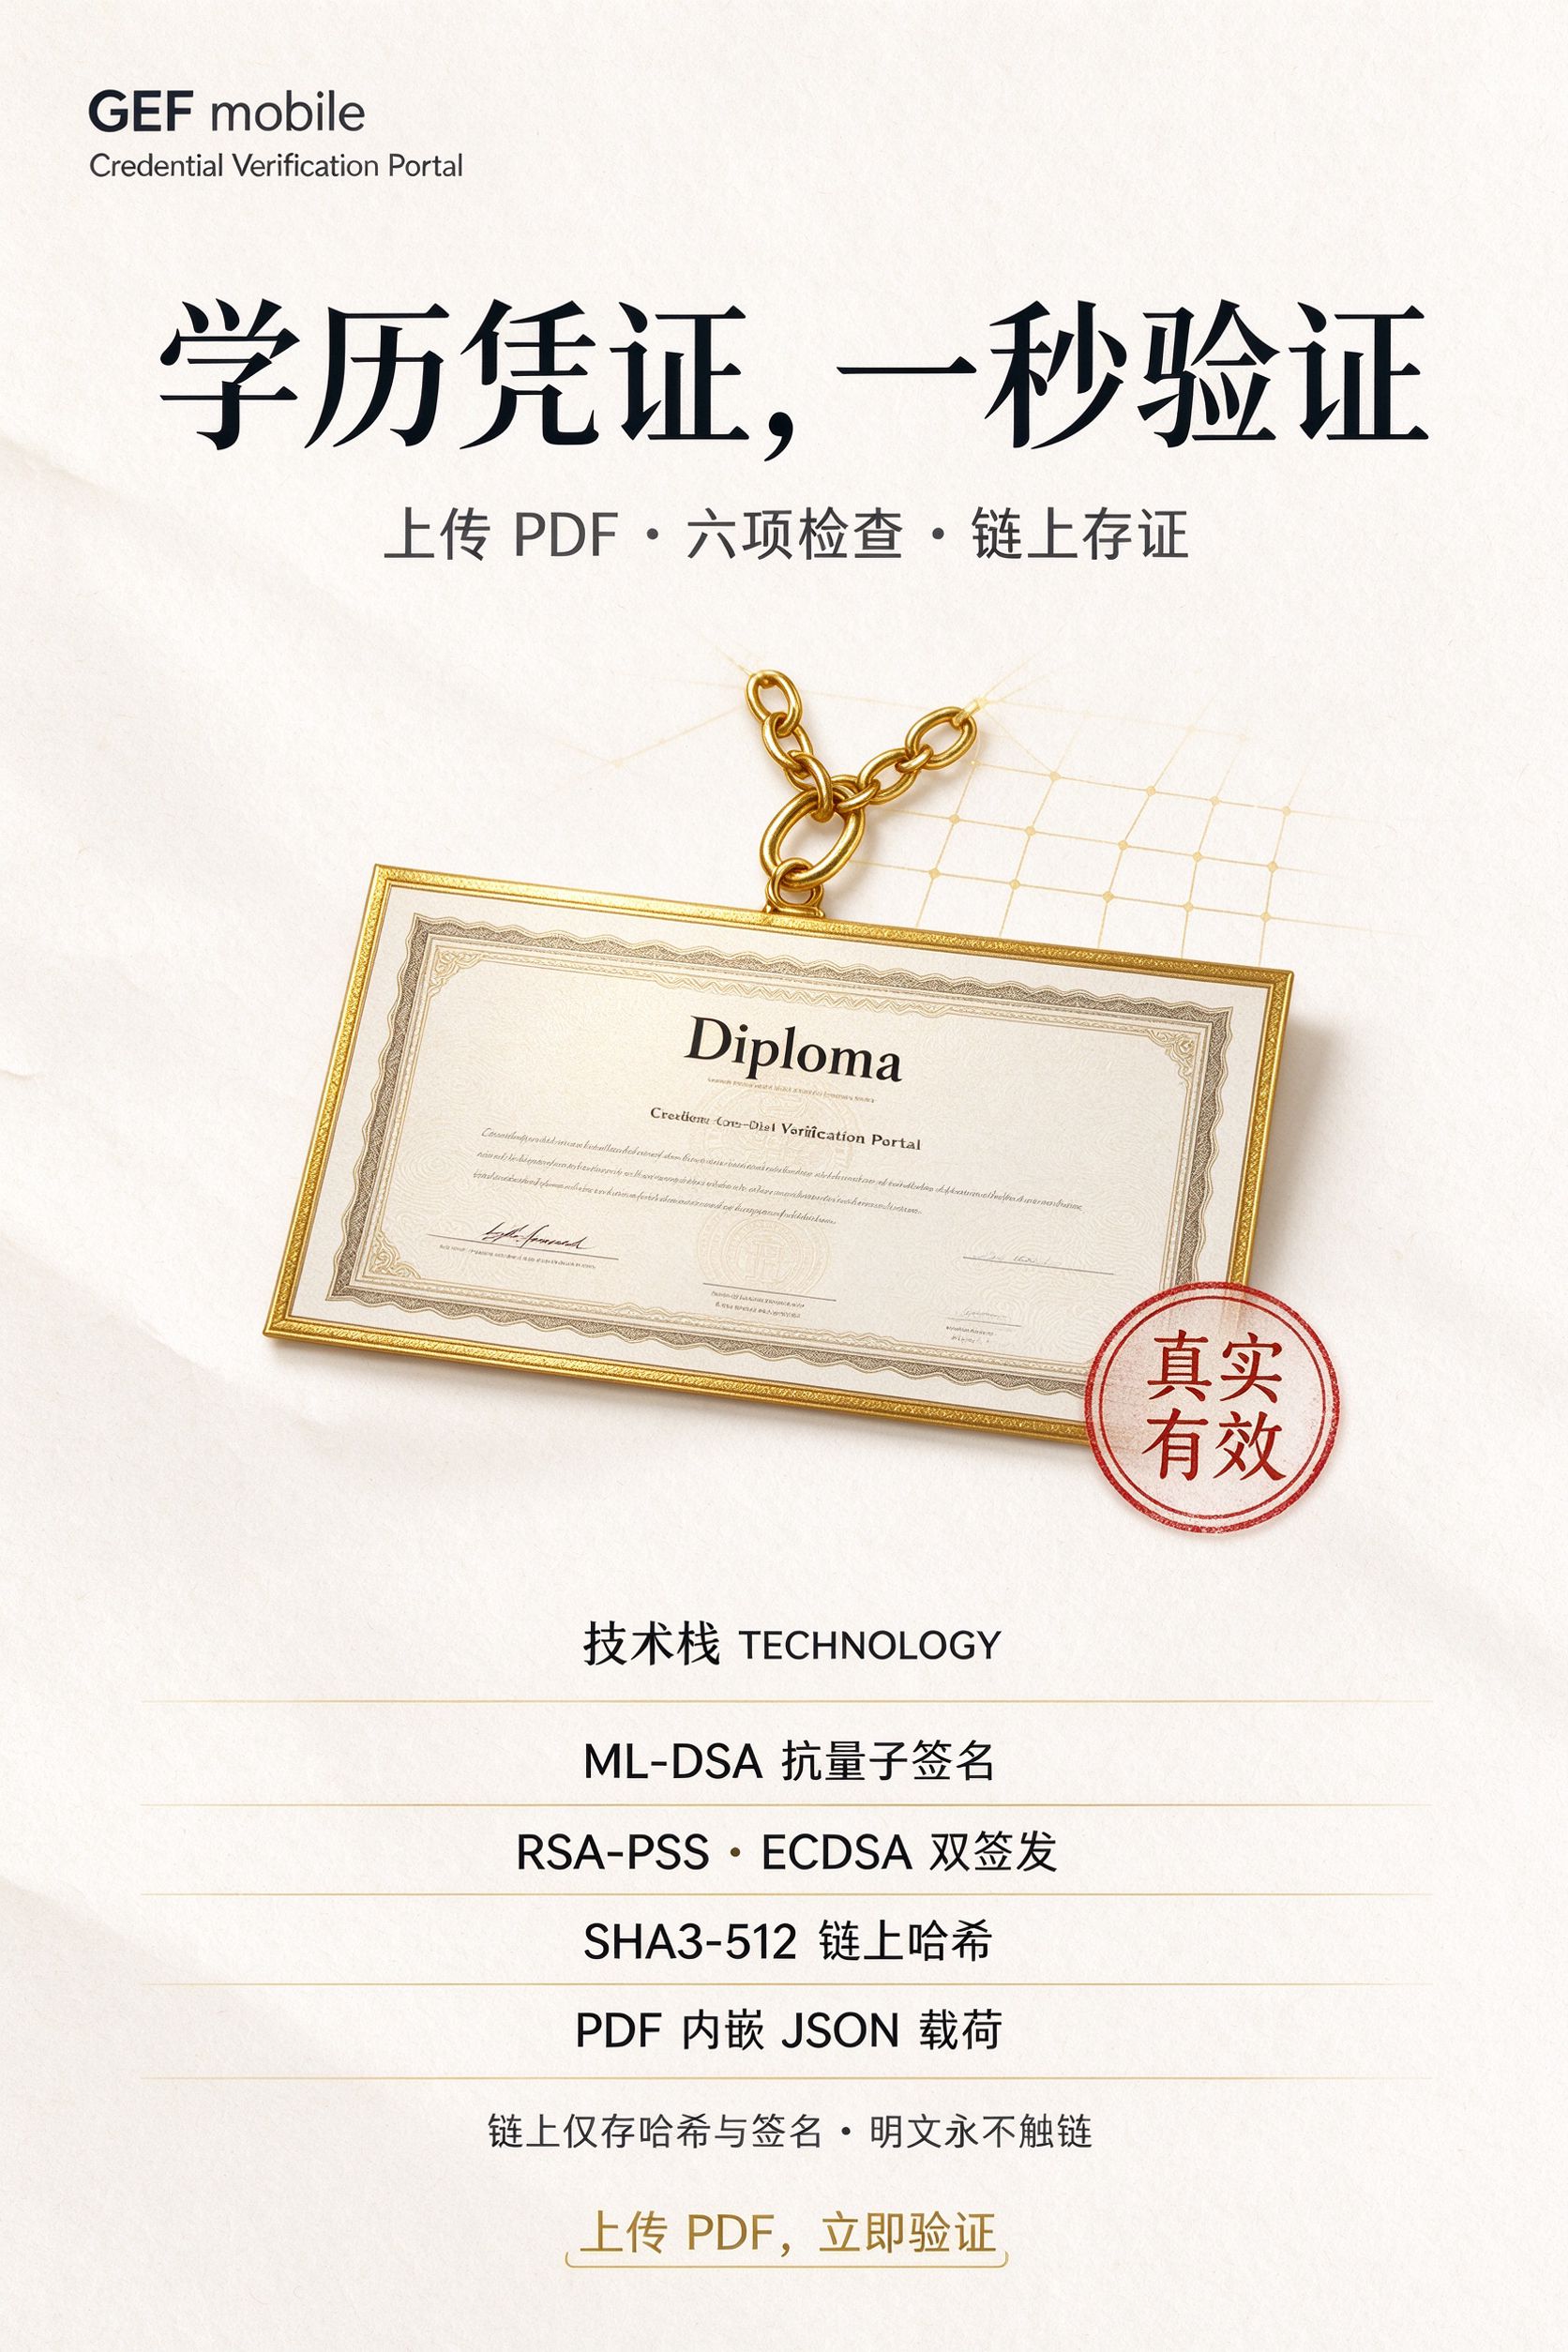 GEF mobile
Credential Verification Portal
学历凭证,一秒验证
上传 PDF · 六项检查 · 链上存证
Diploma
Verification Portal
真实
有效
技术栈 TECHNOLOGY
ML-DSA 抗量子签名
RSA-PSS · ECDSA 双签发
SHA3-512 链上哈希
PDF 内嵌 JSON 载荷
链上仅存哈希与签名 · 明文永不触链
上传 PDF，立即验证